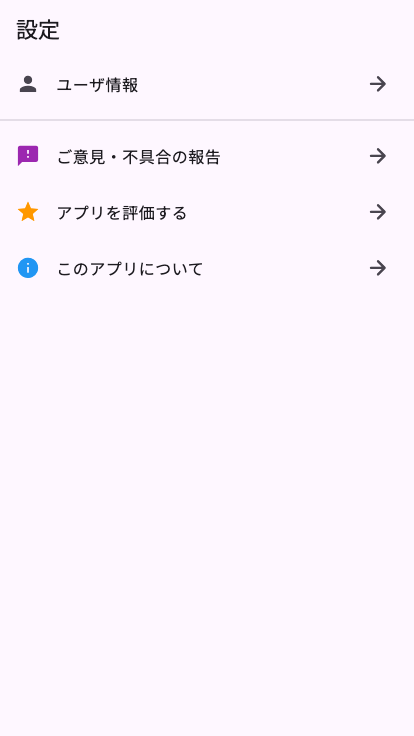 設定
ユーザ情報
ご意見・不具合の報告
アプリを評価する
このアプリについて